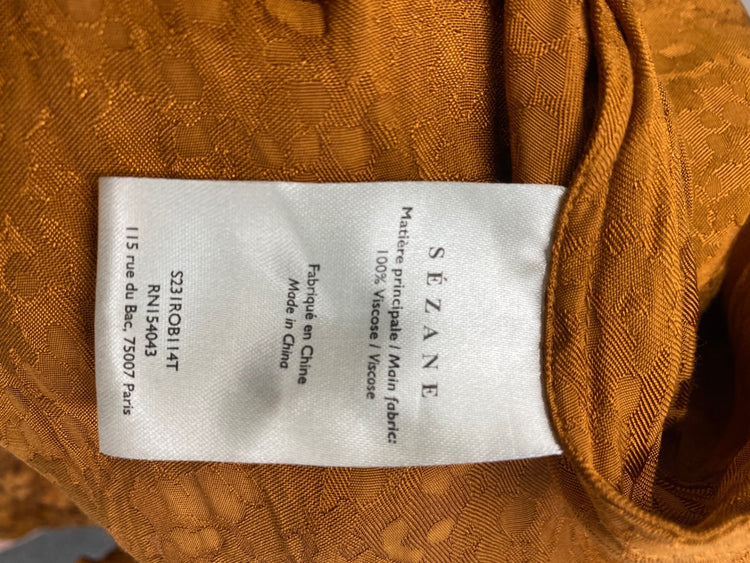 SÉZANE
Matière principale / Main fabric:
100% Viscose / Viscose
Fabriqué en Chine
Made in China
S231ROB114T
RN154043
115 rue du Bac, 75007 Paris